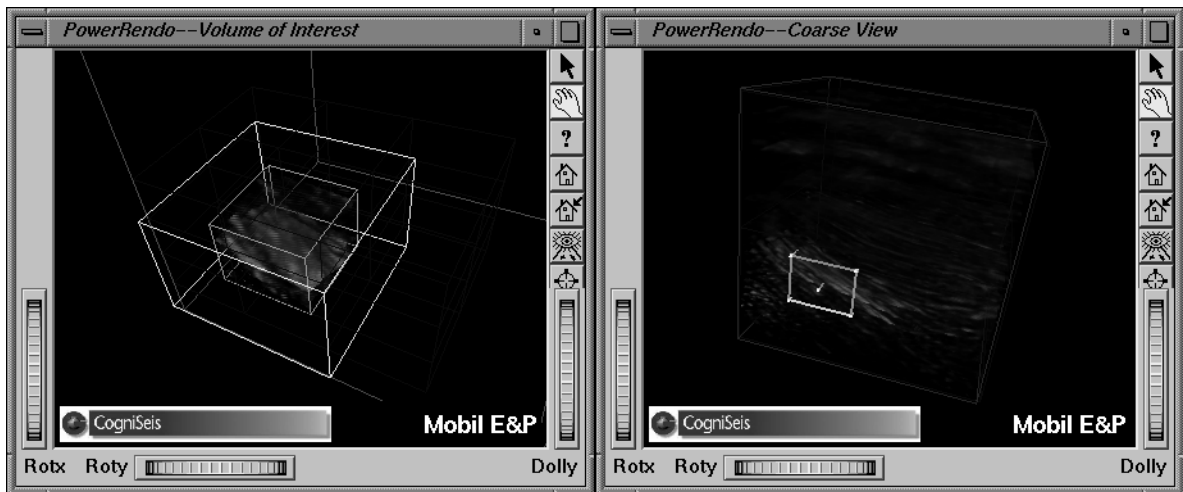 PowerRendo--Volume of Interest
?
CogniSeis
Mobil E&P
Rotx Roty Dolly
PowerRendo--Coarse View
?
CogniSeis
Mobil E&P
Rotx Roty Dolly